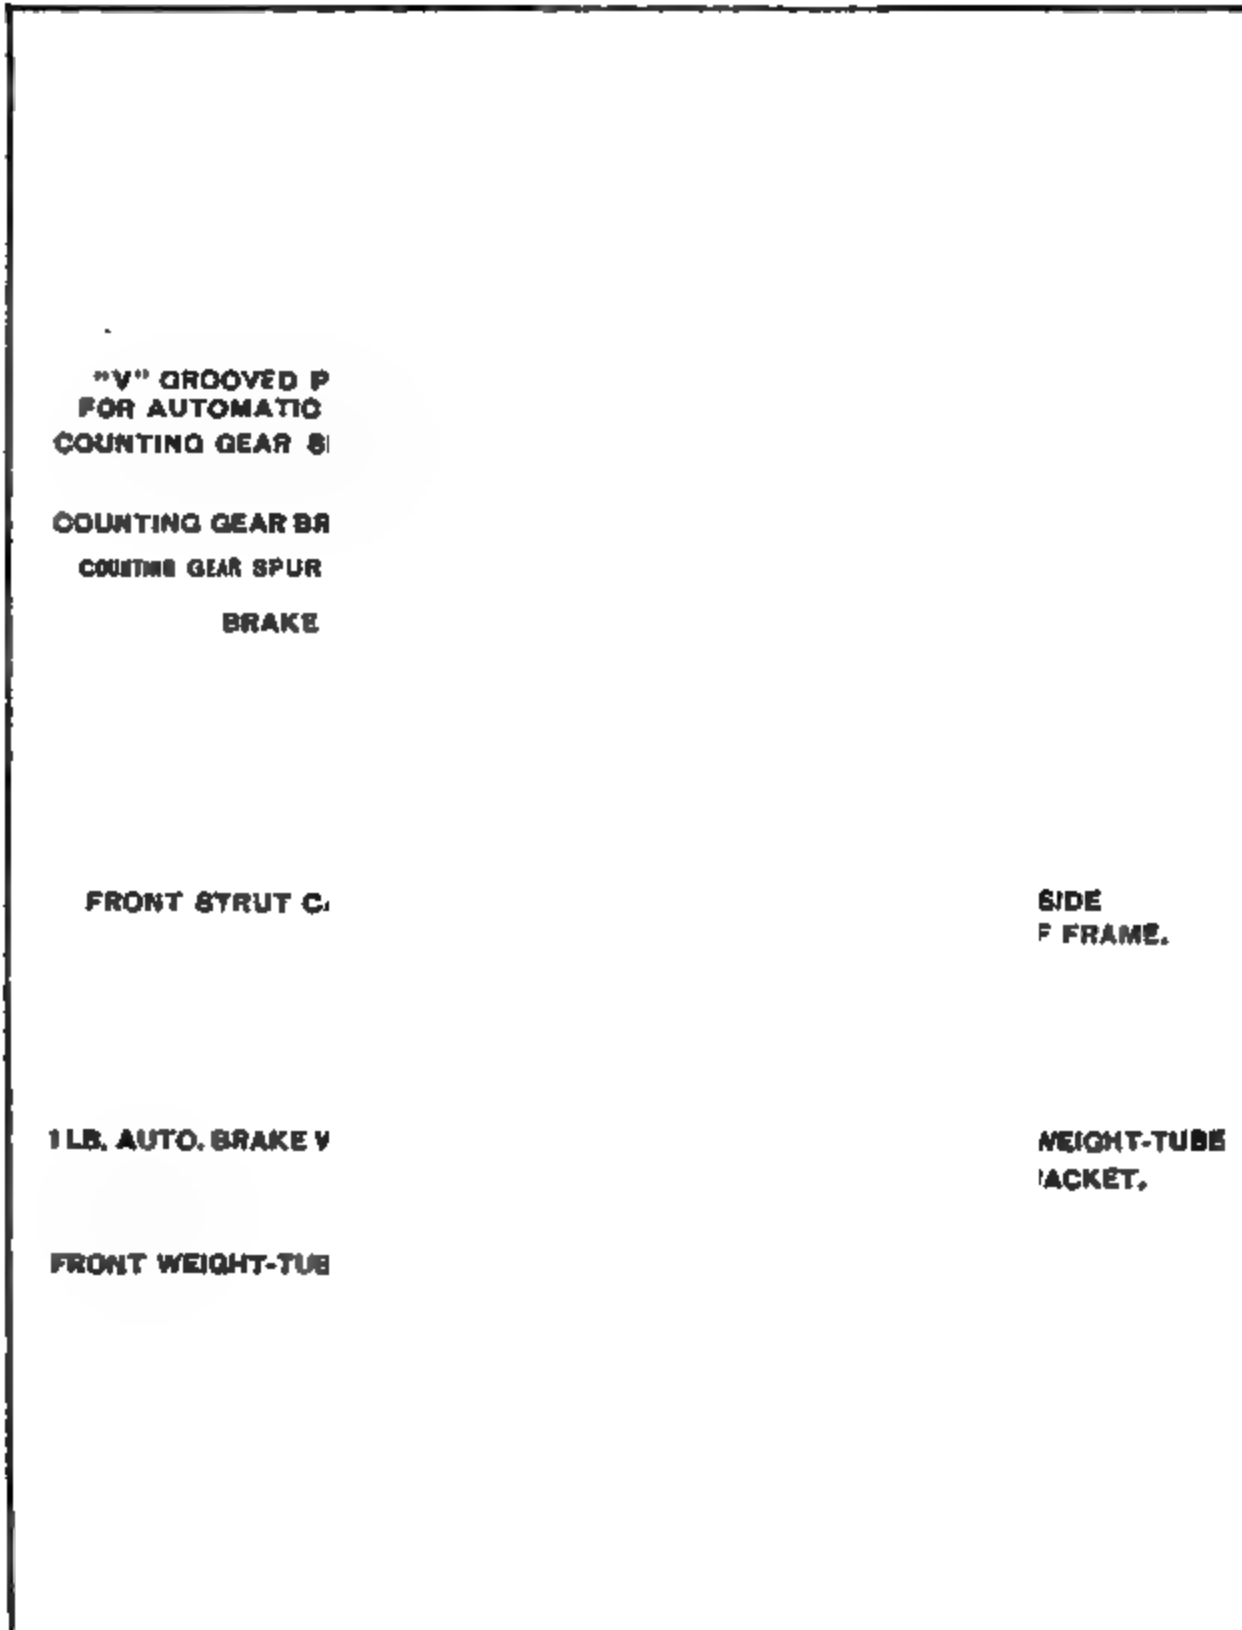 "V" GROOVED P
FOR AUTOMATIC
COUNTING GEAR
COUNTING GEAR BR
COUNTING GEAR SPUR
BRAKE
FRONT STRUT
SIDE
FRAME.
1 LB. AUTO. BRAKE
WEIGHT-TUBE
ACKET.
FRONT WEIGHT-TUB